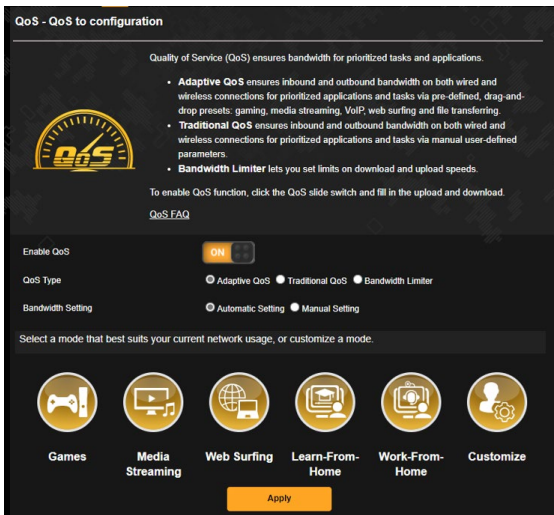 QoS - QoS to configuration
Quality of Service (QoS) ensures bandwidth for prioritized tasks and applications.
• Adaptive QoS ensures inbound and outbound bandwidth on both wired and
wireless connections for prioritized applications and tasks via pre-defined, drag-and-
drop presets: gaming, media streaming, VoIP, web surfing and file transferring.
• Traditional QoS ensures inbound and outbound bandwidth on both wired and
wireless connections for prioritized applications and tasks via manual user-defined
parameters.
• Bandwidth Limiter lets you set limits on download and upload speeds.
QoS
To enable QoS function, click the QoS slide switch and fill in the upload and download.
QoS FAQ
Enable QoS ON
QoS Type Adaptive QoS Traditional QoS Bandwidth Limiter
Bandwidth Setting Automatic Setting Manual Setting
Select a mode that best suits your current network usage, or customize a mode.
Games Media Web Surfing Learn-From- Work-From- Customize
Streaming Home Home
Apply